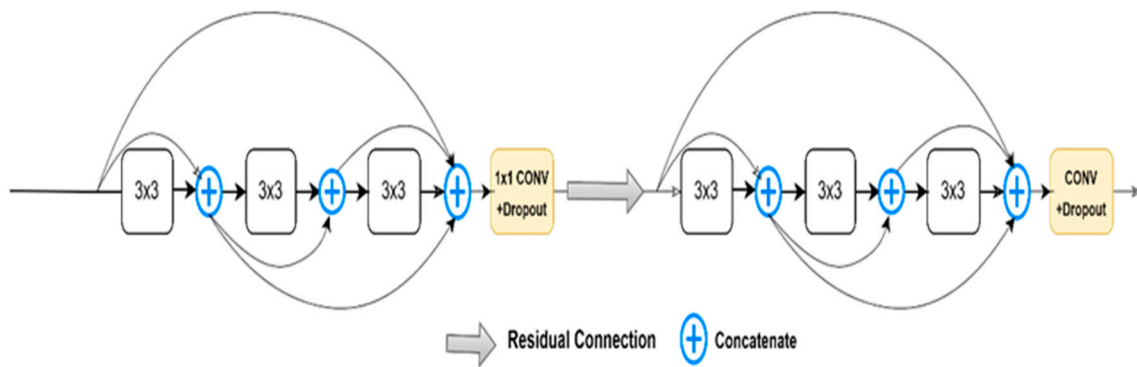 3x3
3x3
3x3
1x1 CONV
+Dropout
3x3
3x3
3x3
CONV
+Dropout
Residual Connection
Concatenate